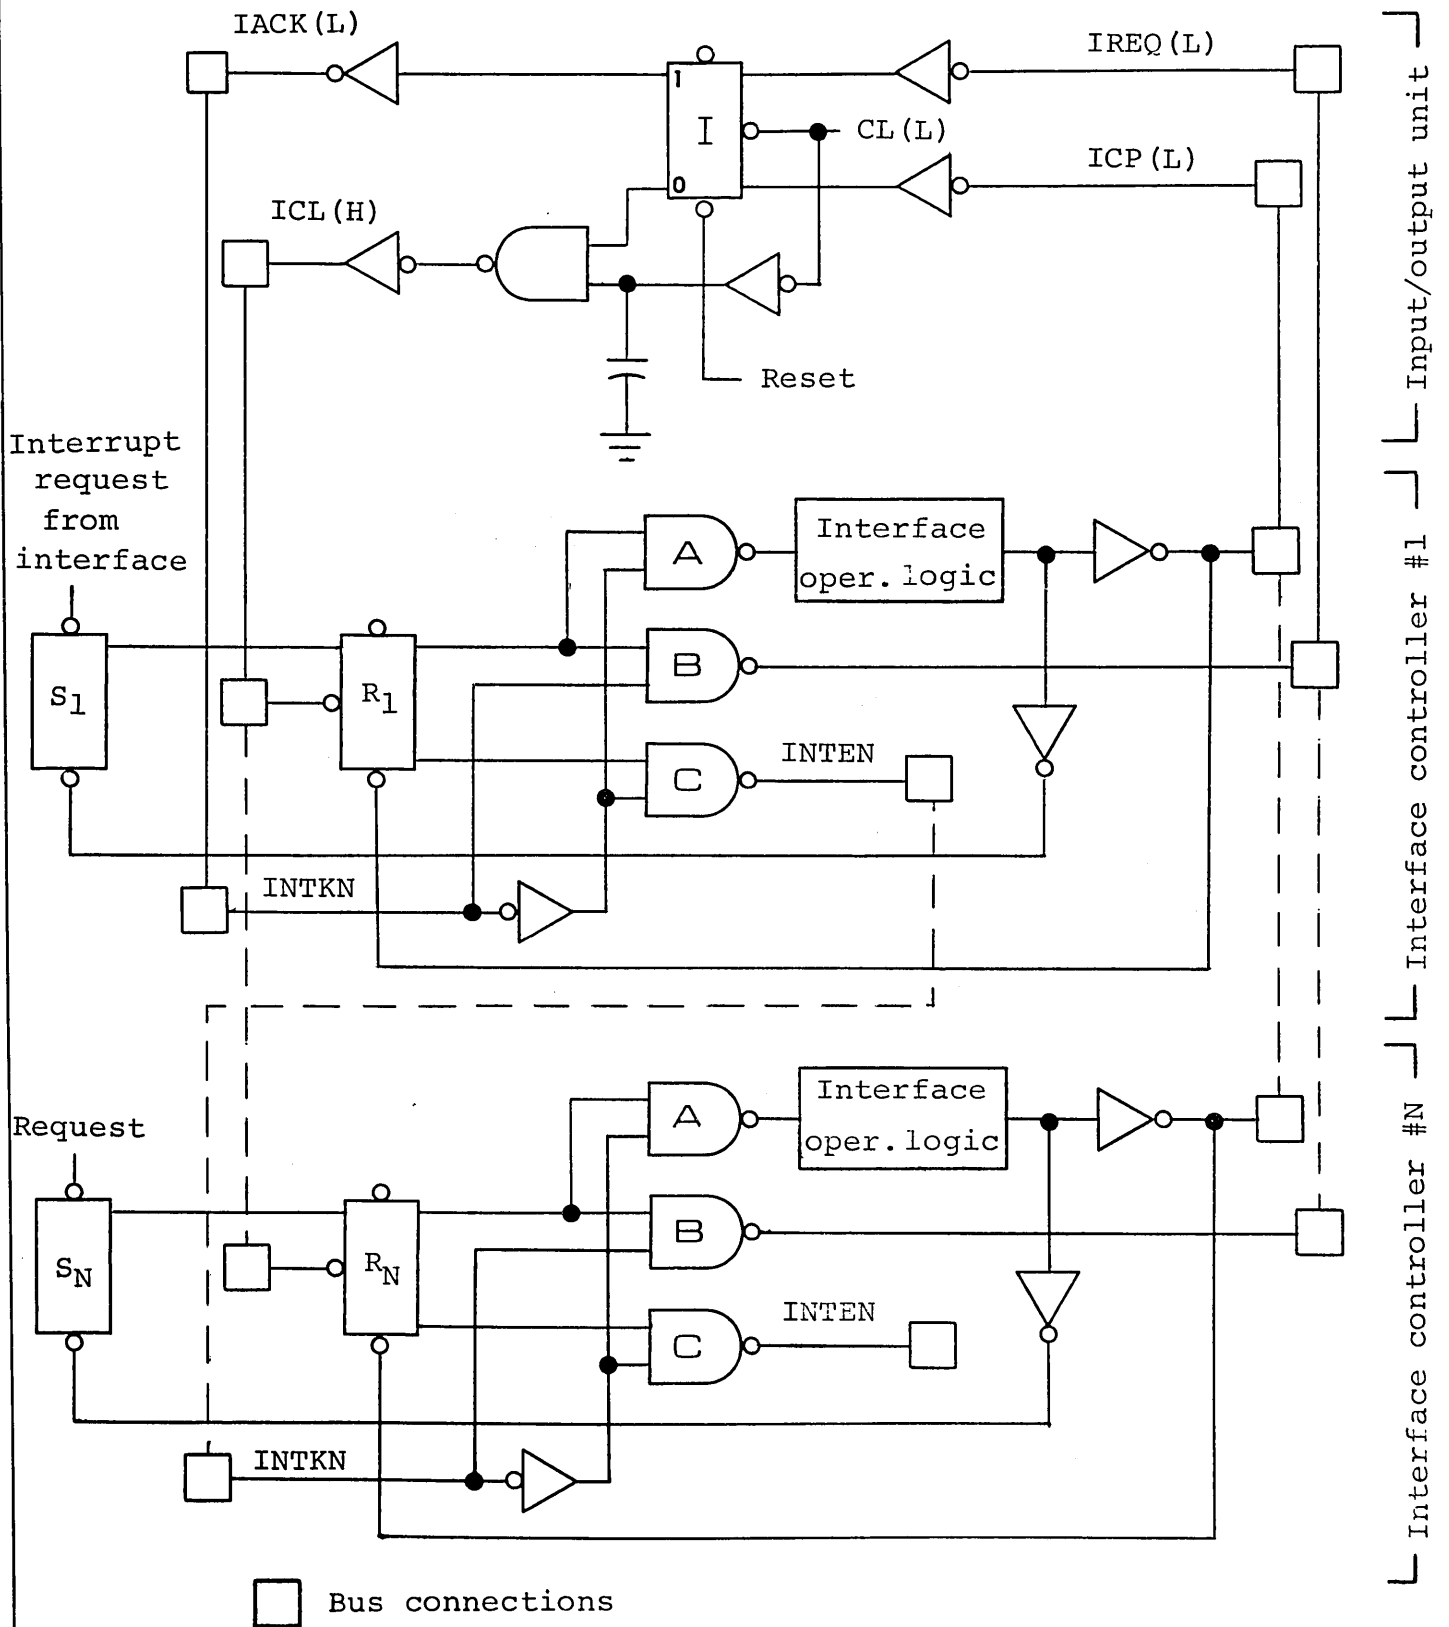 IACK(L)
IREQ(L)
1
I
CL(L)
0
ICP(L)
ICL(H)
Reset
Input/output unit
Interrupt
request
from
interface
A
Interface
oper.logic
S1
R1
B
C
INTEN
INTKN
Interface controller #1
Request
A
Interface
oper.logic
SN
RN
B
C
INTEN
INTKN
Interface controller #N
Bus connections